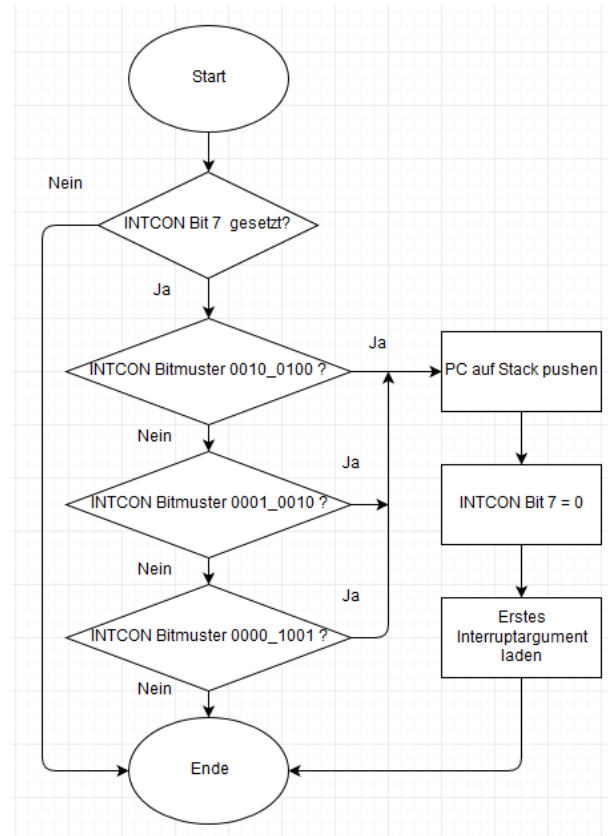 Start
Nein
INTCON Bit 7 gesetzt?
Ja
INTCON Bitmuster 0010_0100 ?
Ja
PC auf Stack pushen
Nein
Ja
INTCON Bitmuster 0001_0010 ?
INTCON Bit 7 = 0
Nein
Ja
INTCON Bitmuster 0000_1001 ?
Erstes
Interruptargument
laden
Nein
Ende